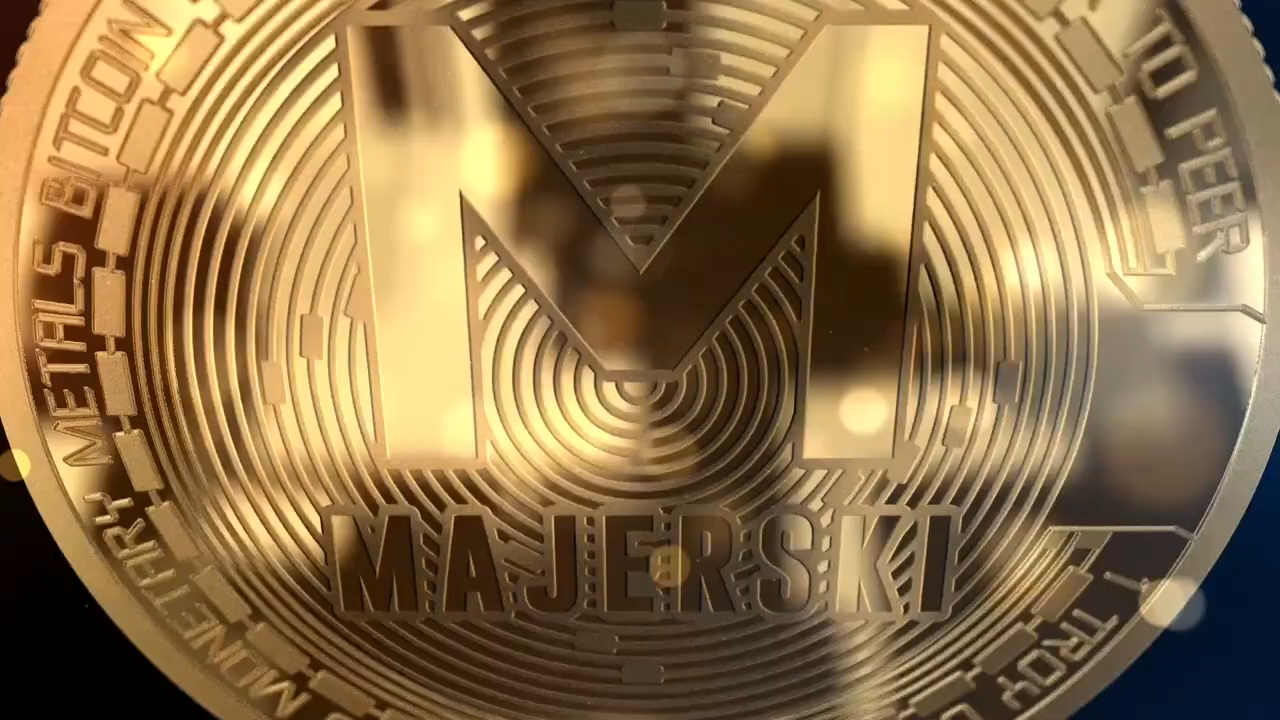 M
MAJERSKI
MONETARY METALS BITCOIN
TO PEER
TROY